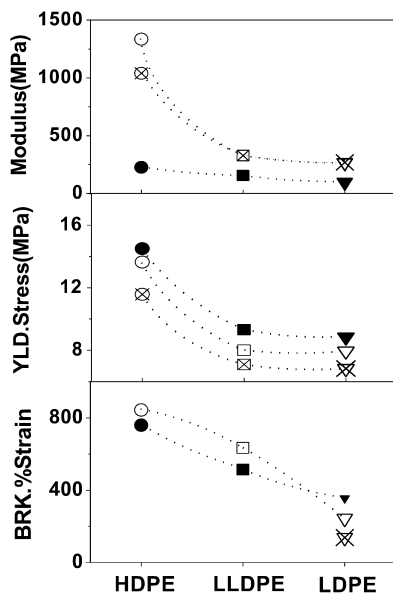 Modulus(MPa)
1500
1000
500
0
YLD.Stress(MPa)
16
12
8
BRK.%Strain
800
400
0
HDPE LLDPE LDPE